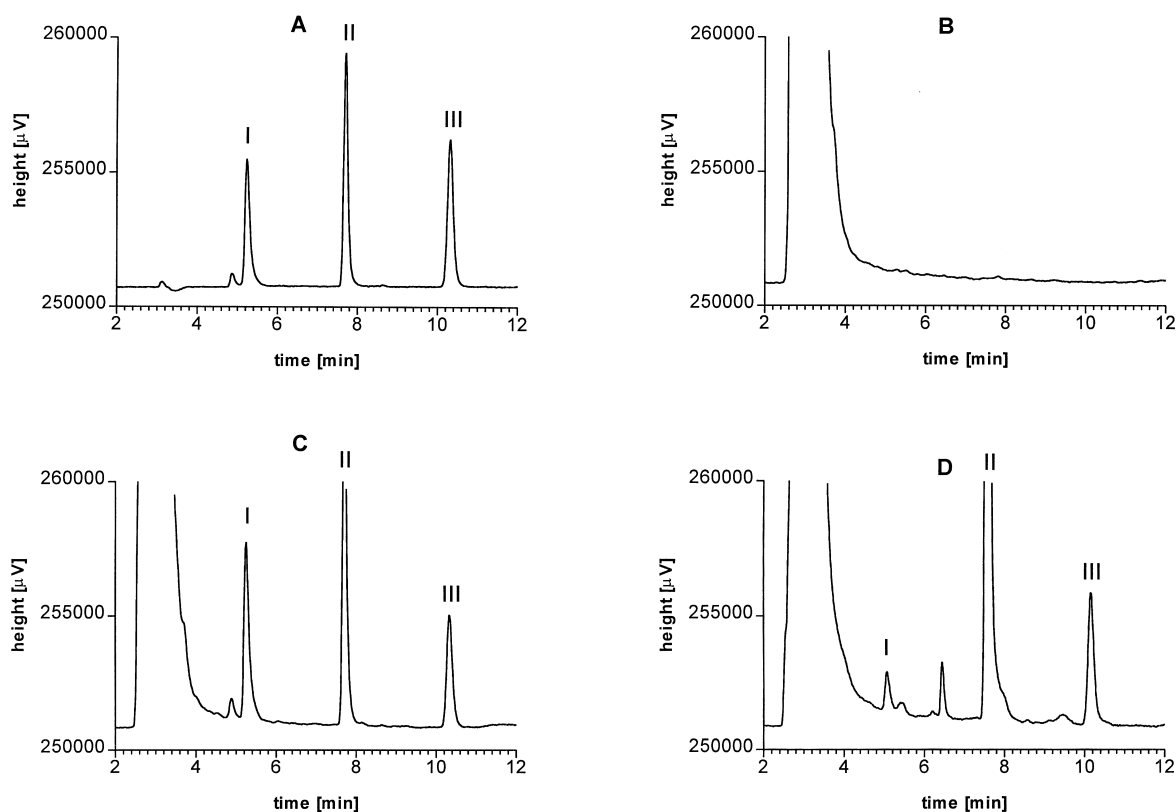 A
II
260000
III
I
255000
height [µV]
250000
2 4 6 8 10 12
time [min]
B
260000
255000
height [µV]
250000
2 4 6 8 10 12
time [min]
C
II
260000
I
III
255000
height [µV]
250000
2 4 6 8 10 12
time [min]
D
II
260000
III
I
255000
height [µV]
250000
2 4 6 8 10 12
time [min]